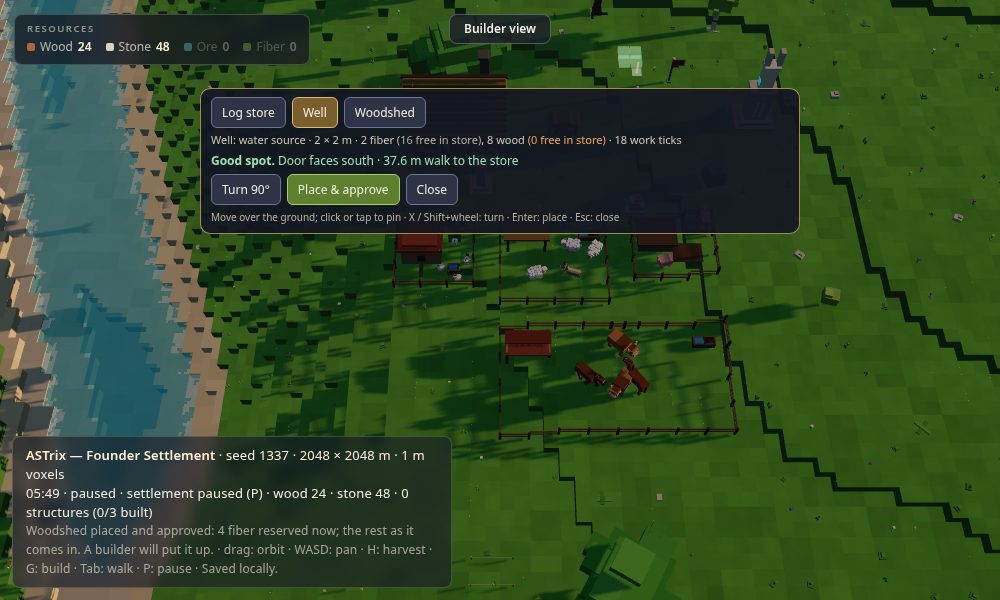 RESOURCES
Wood 24 Stone 48 Ore 0 Fiber 0
Builder view
Log store Well Woodshed
Well: water source · 2 × 2 m · 2 fiber (16 free in store), 8 wood (0 free in store) · 18 work ticks
Good spot. Door faces south · 37.6 m walk to the store
Turn 90° Place & approve Close
Move over the ground; click or tap to pin · X / Shift+wheel: turn · Enter: place · Esc: close
ASTrix — Founder Settlement · seed 1337 · 2048 × 2048 m · 1 m
voxels
05:49 · paused · settlement paused (P) · wood 24 · stone 48 · 0
structures (0/3 built)
Woodshed placed and approved: 4 fiber reserved now; the rest as it
comes in. A builder will put it up. · drag: orbit · WASD: pan · H: harvest ·
G: build · Tab: walk · P: pause · Saved locally.